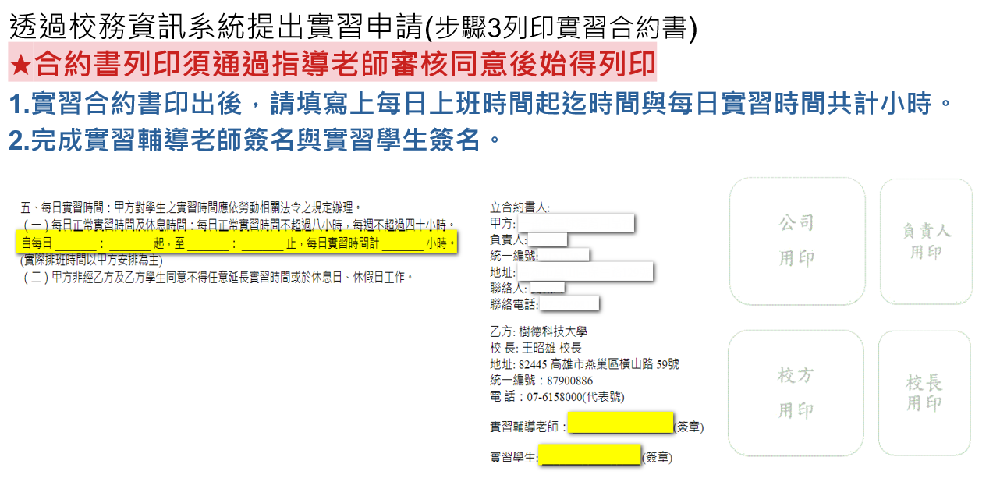 透過校務資訊系統提出實習申請(步驟3列印實習合約書)
★合約書列印須通過指導老師審核同意後始得列印
1.實習合約書印出後，請填寫上每日上班時間起迄時間與每日實習時間共計小時。
2.完成實習輔導老師簽名與實習學生簽名。
五、每日實習時間：甲方對學生之實習時間應依勞動相關法令之規定辦理。
（一）每日正常實習時間及休息時間：每日正常實習時間不超過八小時，每週不超過四十小時。
自每日 ______ ： ______ 起，至 ______ ： ______ 止，每日實習時間計 ______ 小時。
(實際排班時間以甲方安排為主)
（二）甲方非經乙方及乙方學生同意不得任意延長實習時間或於休息日、休假日工作。
立合約書人:
甲方:
負責人:
統一編號:
地址:
聯絡人:
聯絡電話:
乙方: 樹德科技大學
校 長: 王昭雄 校長
地址: 82445 高雄市燕巢區橫山路 59號
統一編號：87900886
電 話：07-6158000(代表號)
實習輔導老師：(簽章)
實習學生:(簽章)
公司
用印
負責人
用印
校方
用印
校長
用印